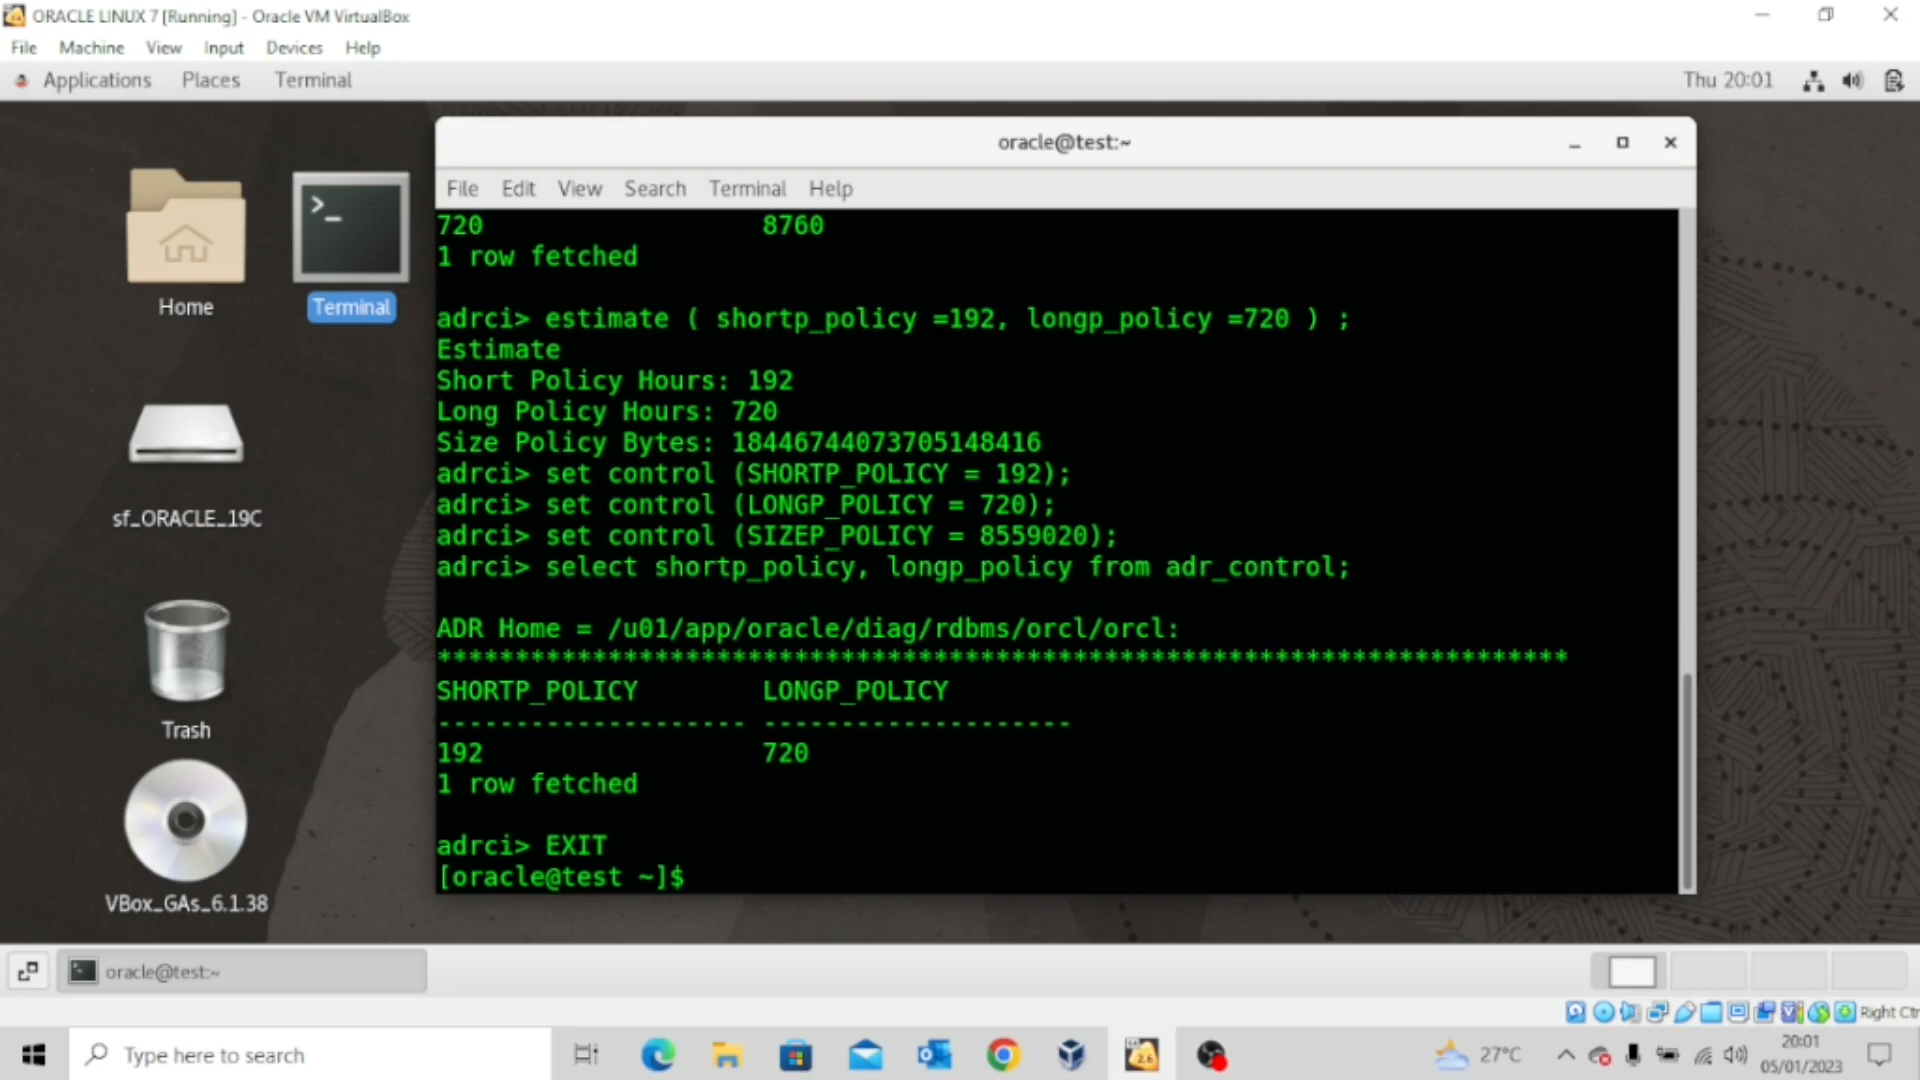 ORACLE LINUX 7 [Running] - Oracle VM VirtualBox
File Machine View Input Devices Help
Applications Places Terminal Thu 20:01
oracle@test:~
File Edit View Search Terminal Help
Home
Terminal
sf_ORACLE_19C
Trash
VBox_GAs_6.1.38
720 8760
1 row fetched
adrci> estimate ( shortp_policy =192, longp_policy =720 ) ;
Estimate
Short Policy Hours: 192
Long Policy Hours: 720
Size Policy Bytes: 18446744073705148416
adrci> set control (SHORTP_POLICY = 192);
adrci> set control (LONGP_POLICY = 720);
adrci> set control (SIZEP_POLICY = 8559020);
adrci> select shortp_policy, longp_policy from adr_control;
ADR Home = /u01/app/oracle/diag/rdbms/orcl/orcl:
*************************************************************************
SHORTP_POLICY LONGP_POLICY
-------------------- --------------------
192 720
1 row fetched
adrci> EXIT
[oracle@test ~]$
oracle@test:~
Right Ctr
Type here to search
27°C
20:01
05/01/2023